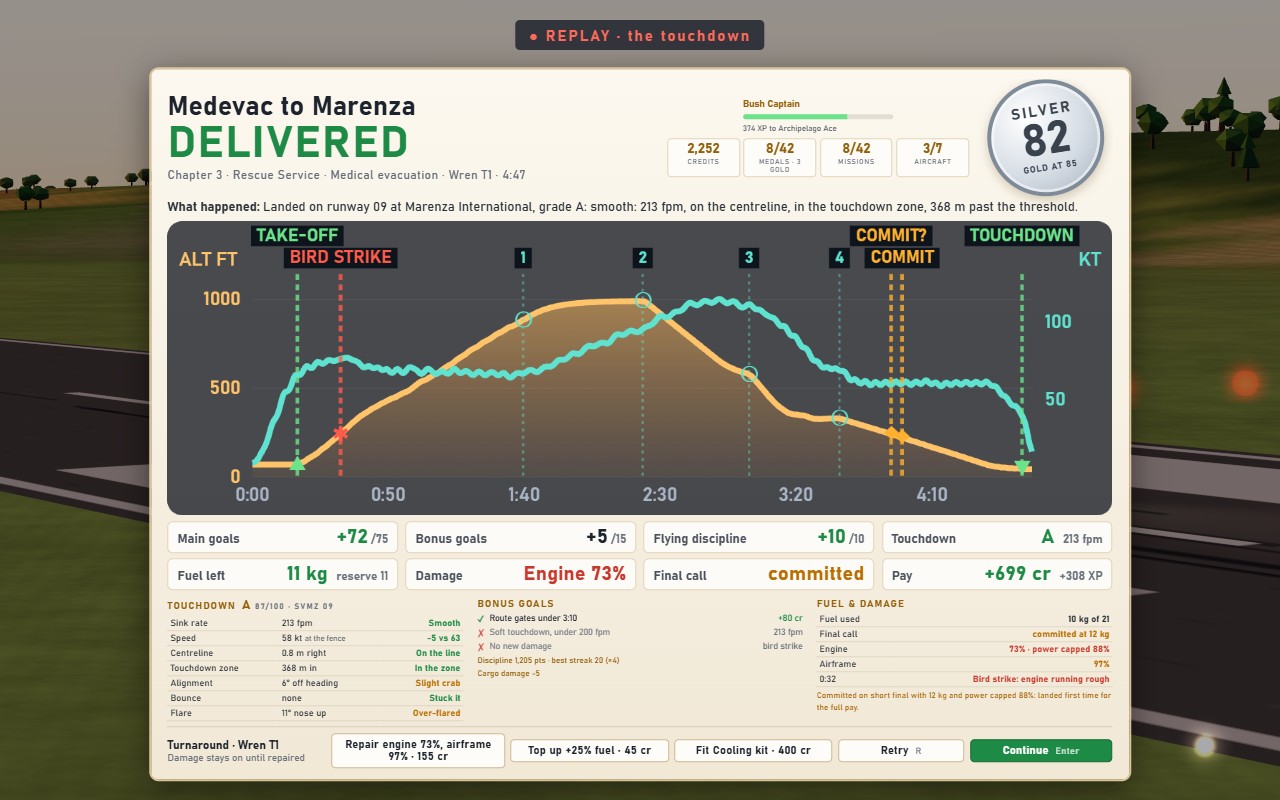 ● REPLAY · the touchdown
Medevac to Marenza
DELIVERED
Chapter 3 · Rescue Service · Medical evacuation · Wren T1 · 4:47
Bush Captain
374 XP to Archipelago Ace
2,252
CREDITS
8/42
MEDALS · 3 GOLD
8/42
MISSIONS
3/7
AIRCRAFT
SILVER
82
GOLD AT 85
What happened: Landed on runway 09 at Marenza International, grade A: smooth: 213 fpm, on the centreline, in the touchdown zone, 368 m past the threshold.
TAKE-OFF COMMIT? TOUCHDOWN
ALT FT BIRD STRIKE 1 2 3 4 COMMIT KT
1000
100
500
50
0
0:00 0:50 1:40 2:30 3:20 4:10
Main goals +72 /75
Bonus goals +5 /15
Flying discipline +10 /10
Touchdown A 213 fpm
Fuel left 11 kg reserve 11
Damage Engine 73%
Final call committed
Pay +699 cr +308 XP
TOUCHDOWN A 87/100 · SVMZ 09
Sink rate 213 fpm Smooth
Speed 58 kt at the fence -5 vs 63
Centreline 0.8 m right On the line
Touchdown zone 368 m in In the zone
Alignment 6° off heading Slight crab
Bounce none Stuck it
Flare 11° nose up Over-flared
BONUS GOALS
✓ Route gates under 3:10 +80 cr
✗ Soft touchdown, under 200 fpm 213 fpm
✗ No new damage bird strike
Discipline 1,205 pts · best streak 20 (×4)
Cargo damage -5
FUEL & DAMAGE
Fuel used 10 kg of 21
Final call committed at 12 kg
Engine 73% · power capped 88%
Airframe 97%
0:32 Bird strike: engine running rough
Committed on short final with 12 kg and power capped 88%: landed first time for
the full pay.
Turnaround · Wren T1
Damage stays on until repaired
Repair engine 73%, airframe
97% · 155 cr
Top up +25% fuel · 45 cr
Fit Cooling kit · 400 cr
Retry R
Continue Enter